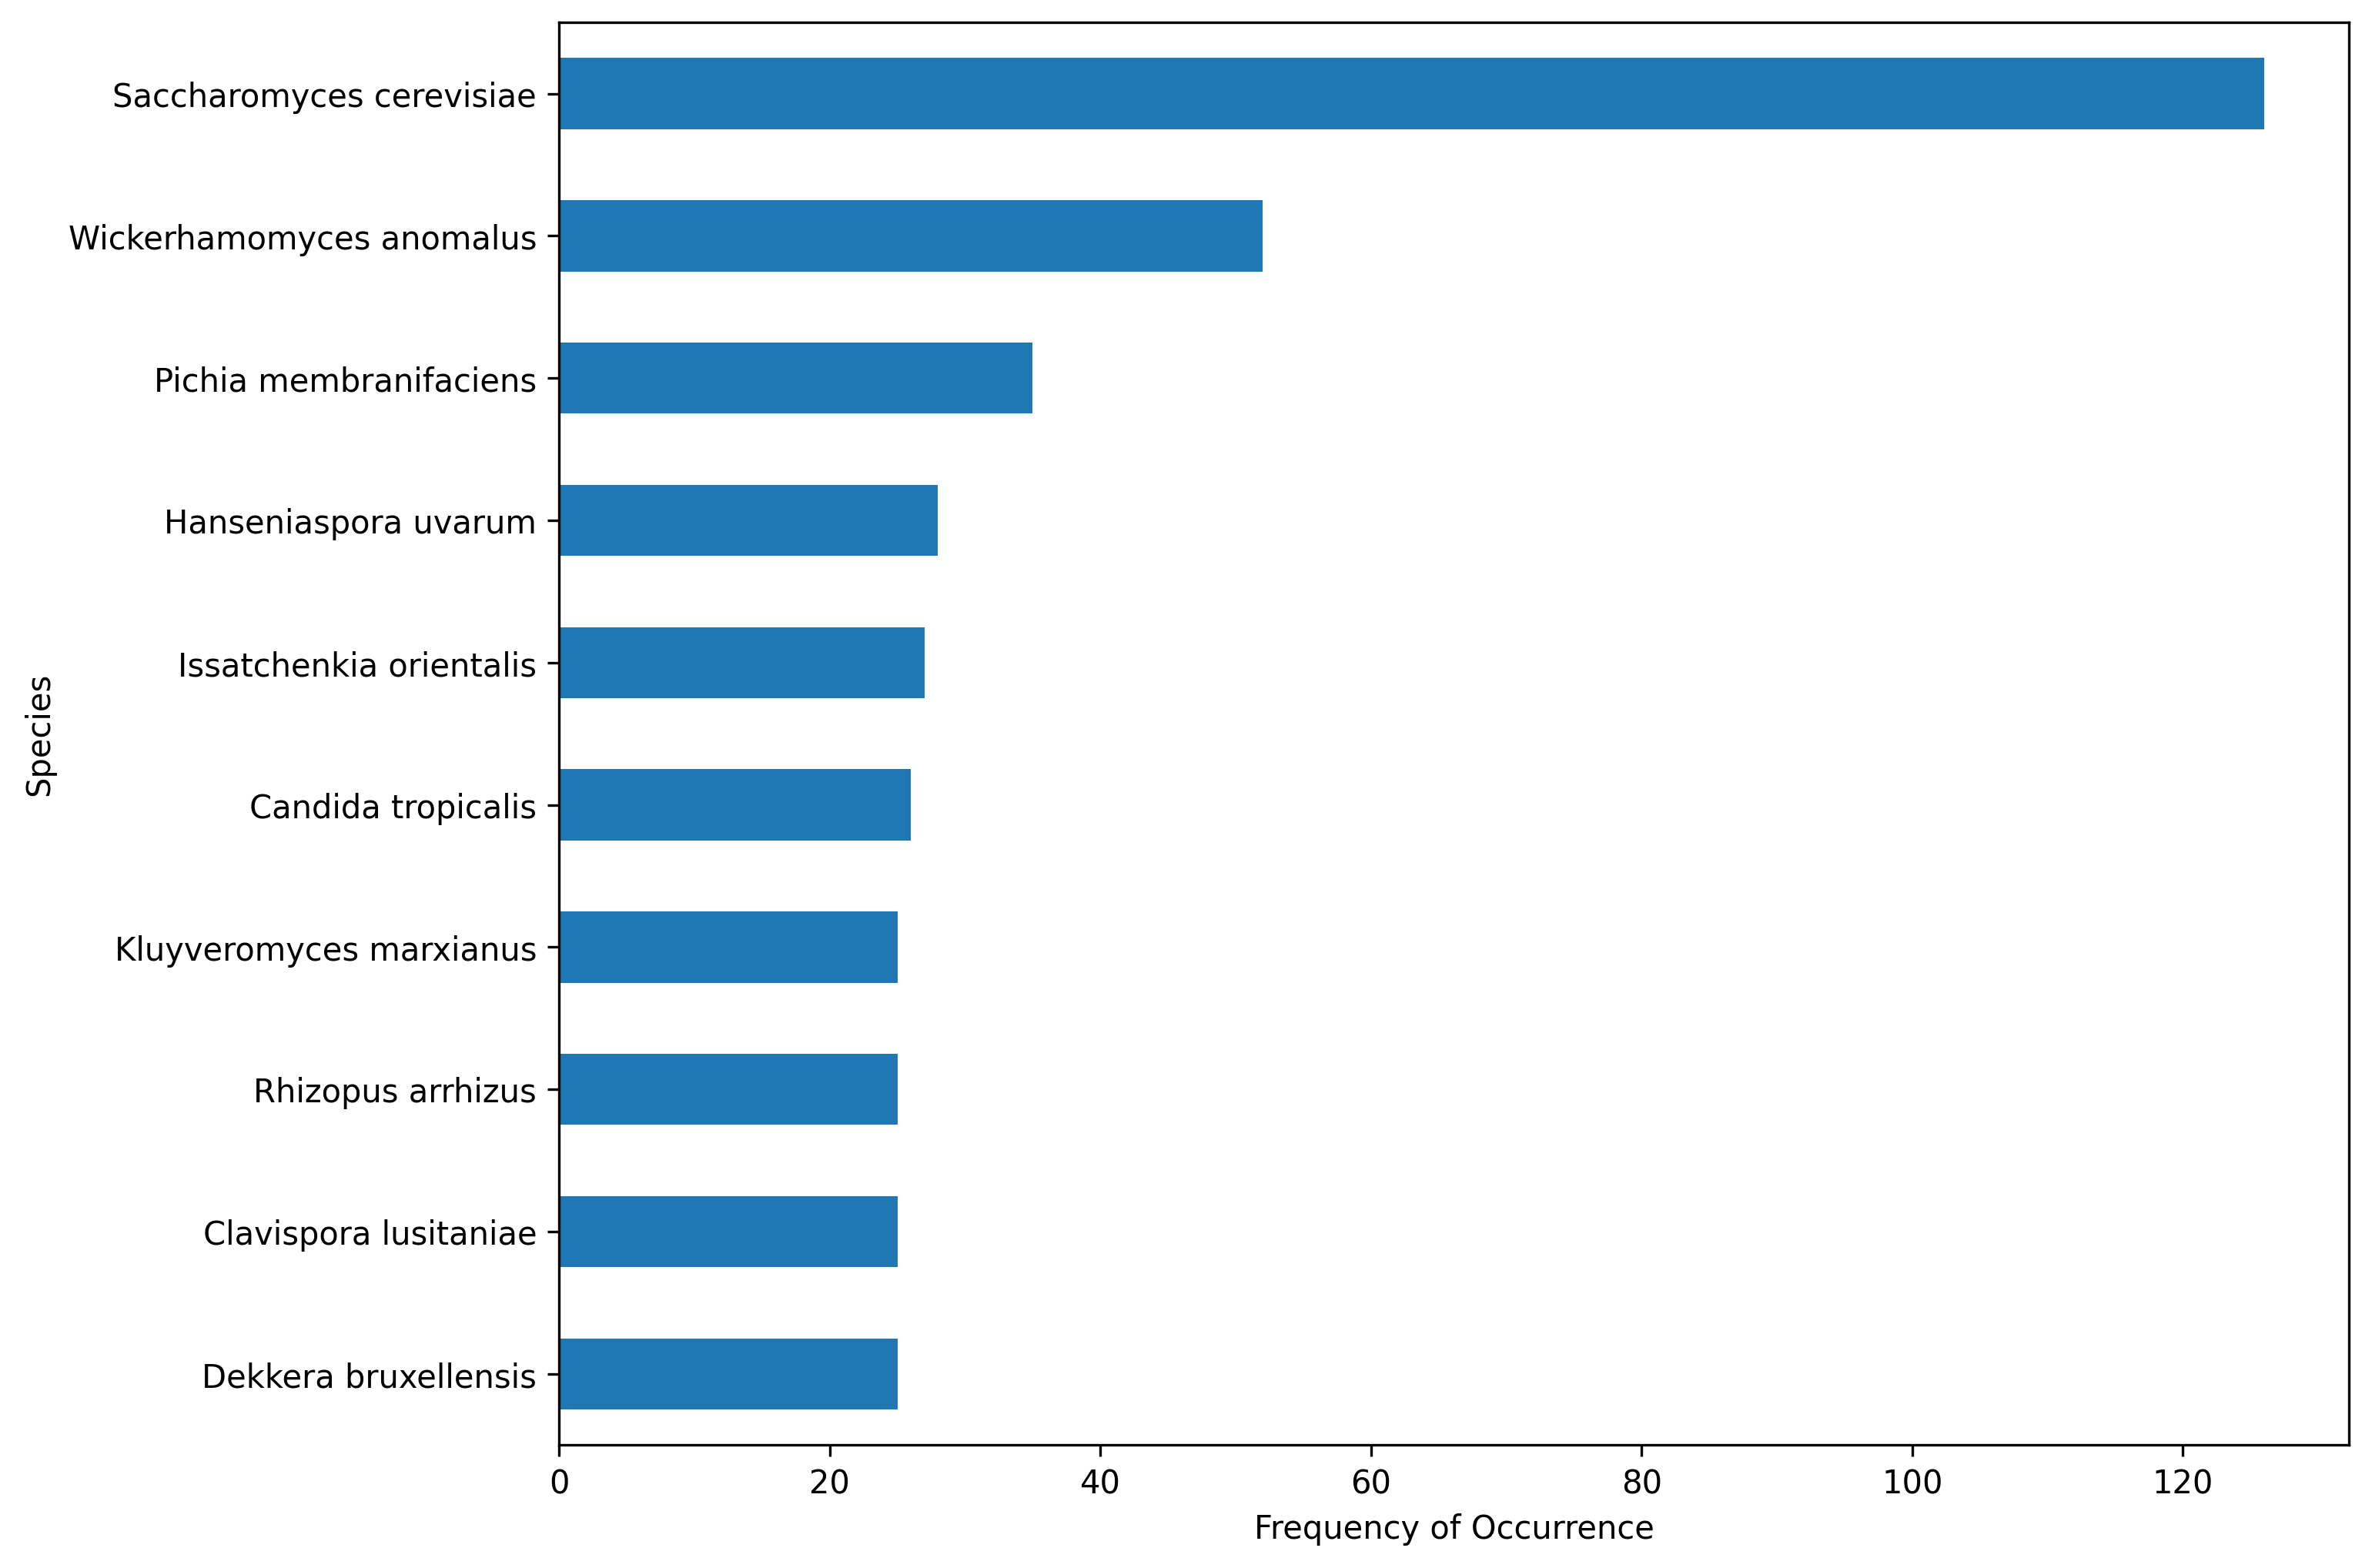 Saccharomyces cerevisiae
Wickerhamomyces anomalus
Pichia membranifaciens
Hanseniaspora uvarum
Issatchenkia orientalis
Candida tropicalis
Kluyveromyces marxianus
Rhizopus arrhizus
Clavispora lusitaniae
Dekkera bruxellensis
Species
0 20 40 60 80 100 120
Frequency of Occurrence